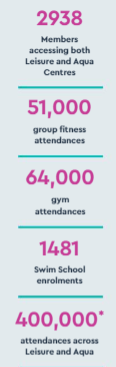 2938
Members
accessing both
Leisure and Aqua
Centres
51,000
group fitness
attendances
64,000
gym
attendances
1481
Swim School
enrolments
400,000*
attendances across
Leisure and Aqua